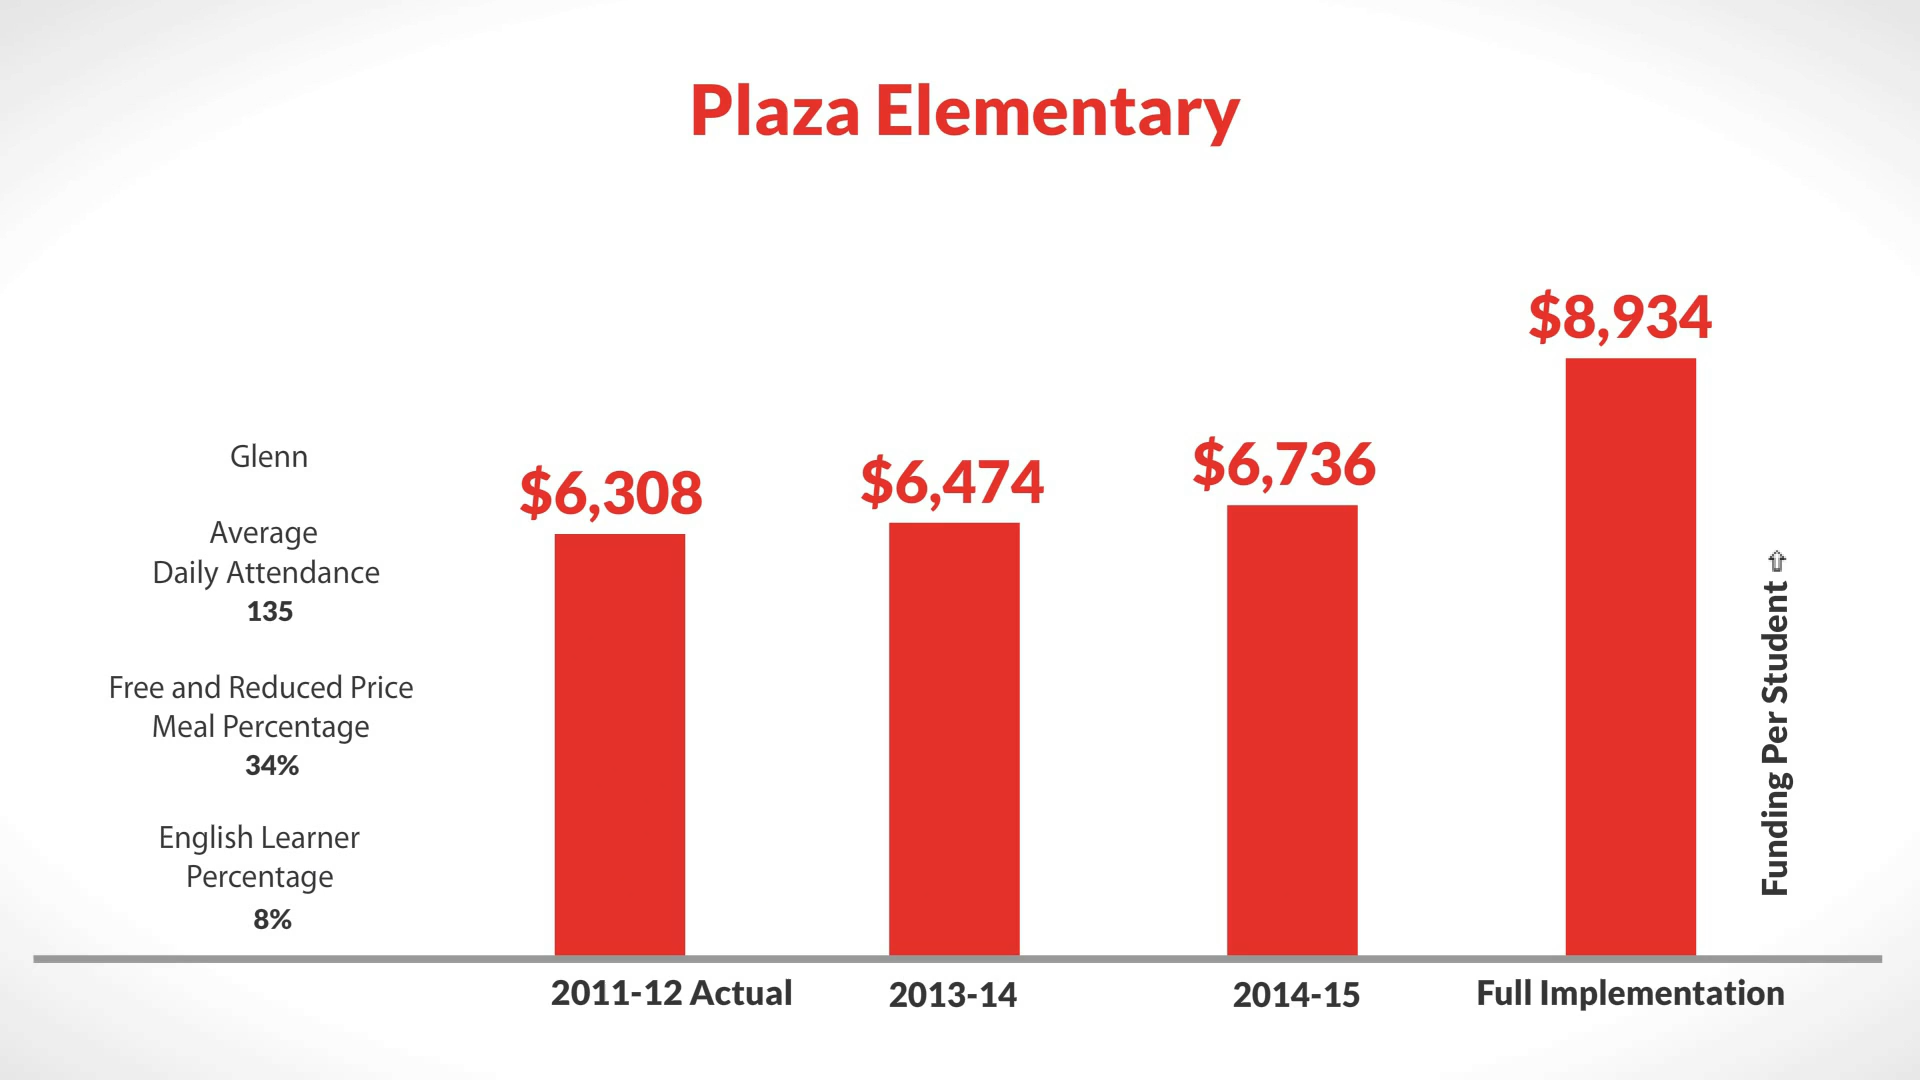 Plaza Elementary
Glenn
Average
Daily Attendance
135
Free and Reduced Price
Meal Percentage
34%
English Learner
Percentage
8%
$6,308
$6,474
$6,736
$8,934
2011-12 Actual
2013-14
2014-15
Full Implementation
Funding Per Student ⇨